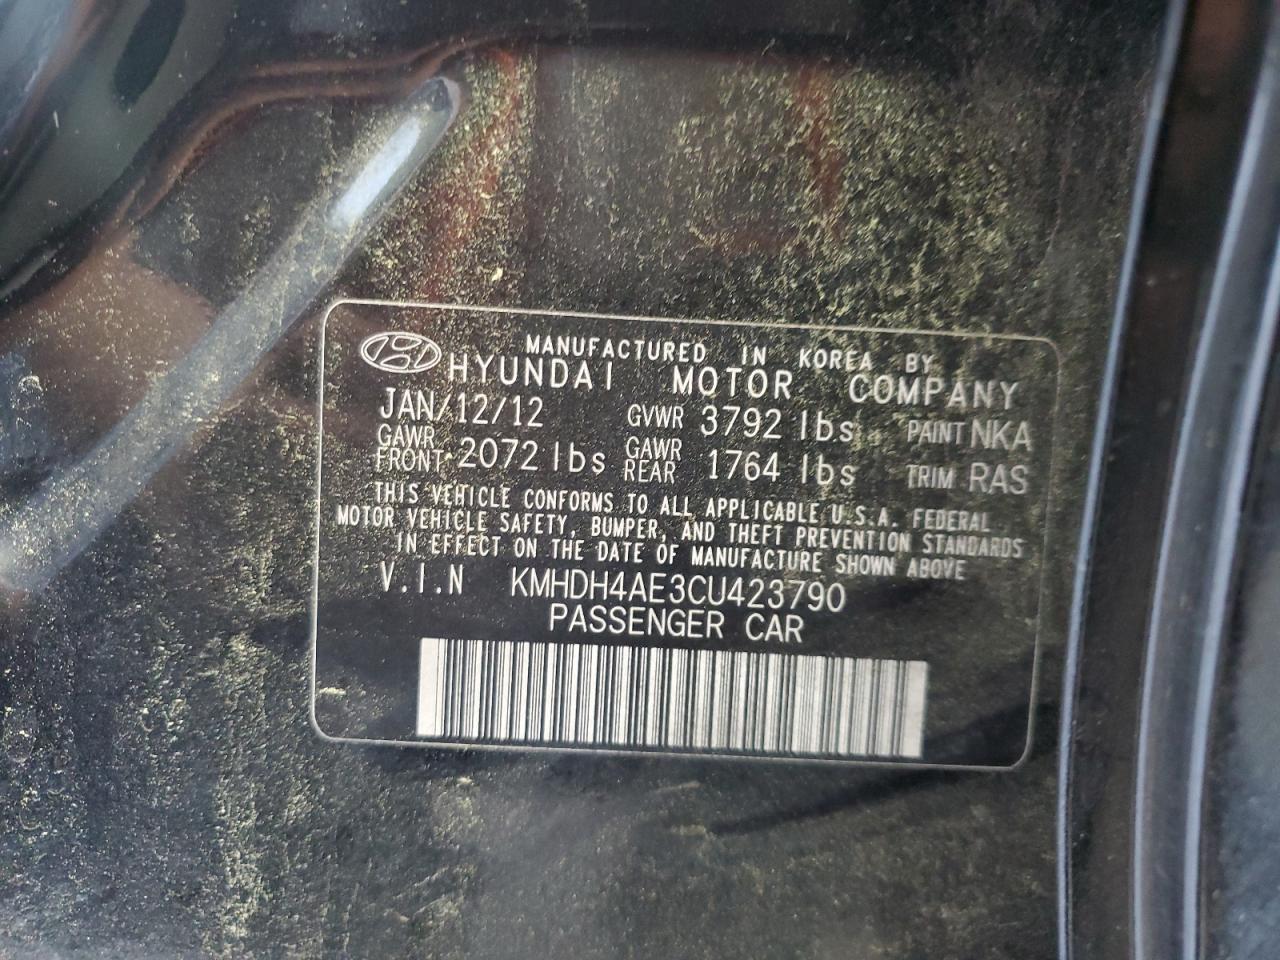 MANUFACTURED IN KOREA BY
HYUNDAI MOTOR COMPANY
JAN/12/12 GVWR 3792 lbs PAINT NKA
GAWR FRONT 2072 lbs GAWR REAR 1764 lbs TRIM RAS
THIS VEHICLE CONFORMS TO ALL APPLICABLE U.S.A. FEDERAL
MOTOR VEHICLE SAFETY, BUMPER, AND THEFT PREVENTION STANDARDS
IN EFFECT ON THE DATE OF MANUFACTURE SHOWN ABOVE
V.I.N KMHDH4AE3CU423790
PASSENGER CAR